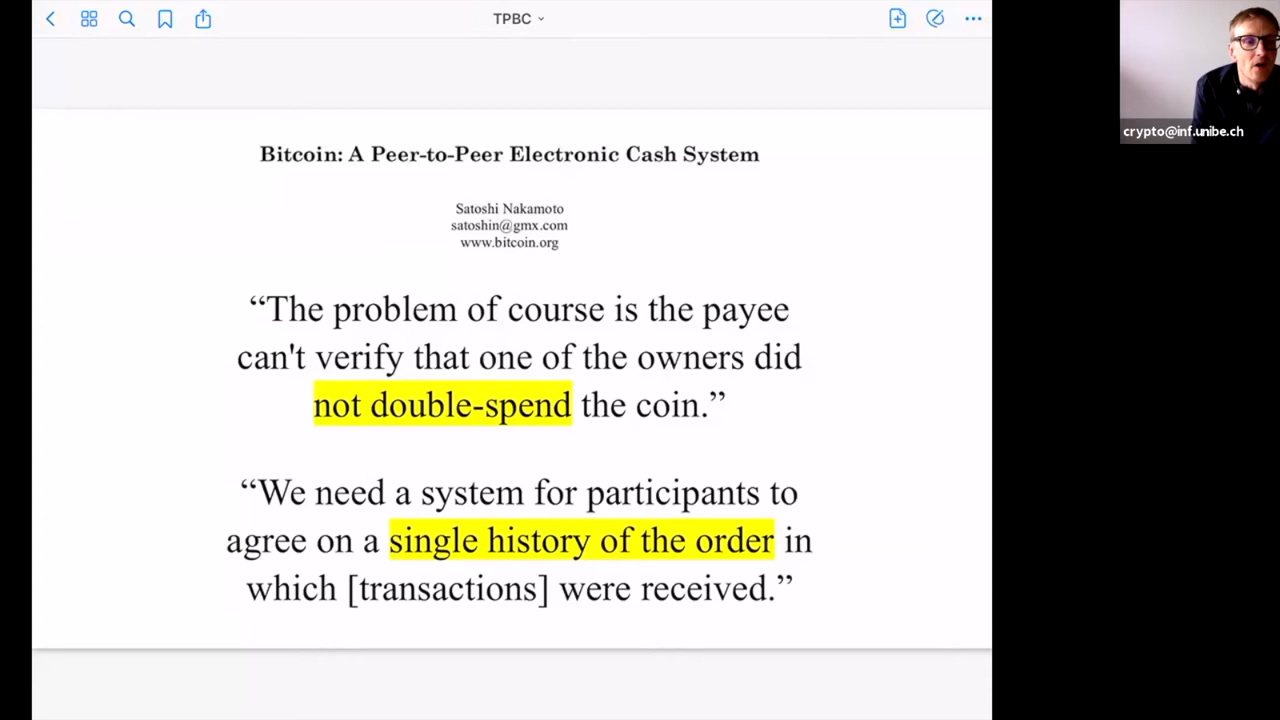 TPBC
crypto@inf.unibe.ch
Bitcoin: A Peer-to-Peer Electronic Cash System
Satoshi Nakamoto
satoshin@gmx.com
www.bitcoin.org
“The problem of course is the payee
can't verify that one of the owners did
not double-spend the coin.”
“We need a system for participants to
agree on a single history of the order in
which [transactions] were received.”